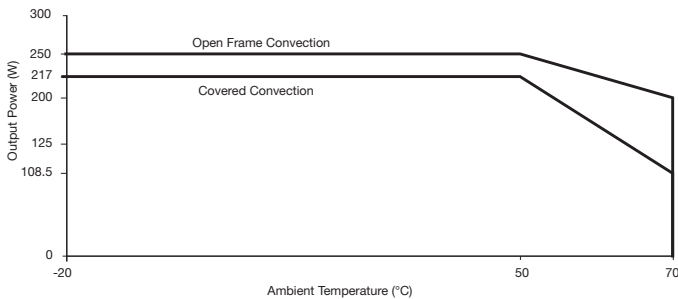 300
Open Frame Convection
250
217
Covered Convection
200
Output Power (W)
125
108.5
0
-20
50
70
Ambient Temperature (°C)